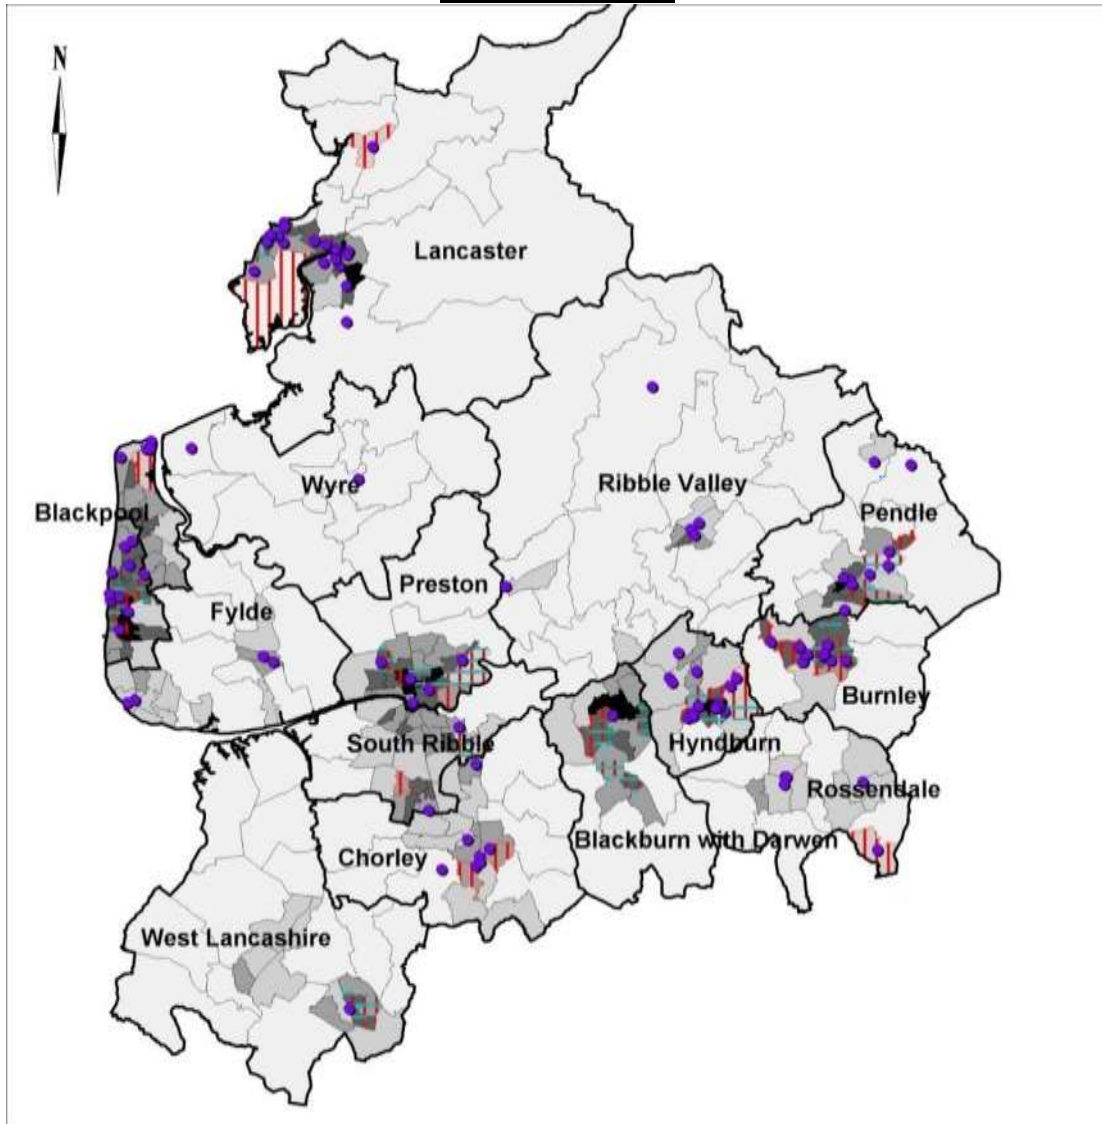 N
Lancaster
Wyre
Ribble Valley
Blackpool
Pendle
Preston
Fylde
Burnley
South Ribble
Hyndburn
Rossendale
Blackburn with Darwen
Chorley
West Lancashire